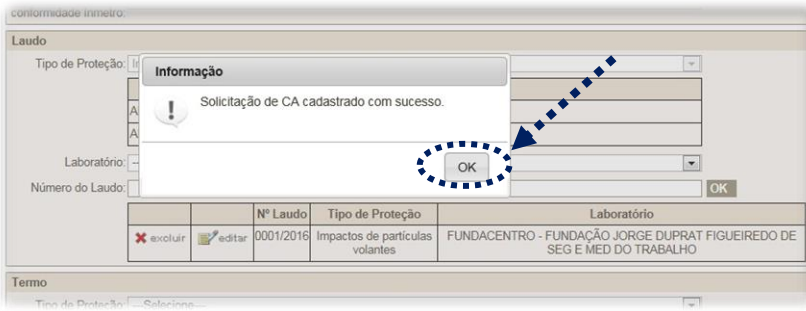 conformidade Inmetro:
Laudo
Tipo de Proteção:
Informação
Solicitação de CA cadastrado com sucesso.
OK
Laboratório:
Número do Laudo: OK
Nº Laudo Tipo de Proteção Laboratório
excluir editar 0001/2016 Impactos de partículas volantes FUNDACENTRO - FUNDAÇÃO JORGE DUPRAT FIGUEIREDO DE
SEG E MED DO TRABALHO
Termo
Tipo de Proteção: ---Selecione---